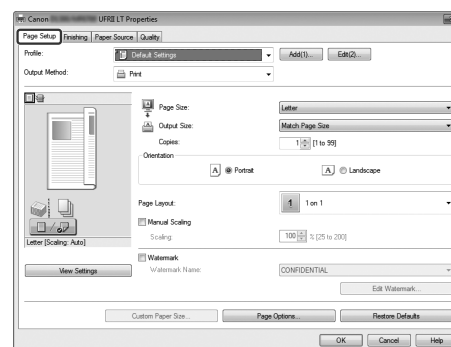 Canon UFRII LT Properties
Page Setup Finishing Paper Source Quality
Profile: Default Settings Add(1)... Edit(2)...
Output Method: Print
Page Size: Letter
Output Size: Match Page Size
Copies: 1 [1 to 99]
Orientation
A Portrait A Landscape
Page Layout: 1 1 on 1
Manual Scaling
Scaling: 100 % [25 to 200]
Letter [Scaling: Auto]
View Settings
Watermark
Watermark Name: CONFIDENTIAL
Edit Watermark...
Custom Paper Size... Page Options... Restore Defaults
OK Cancel Help